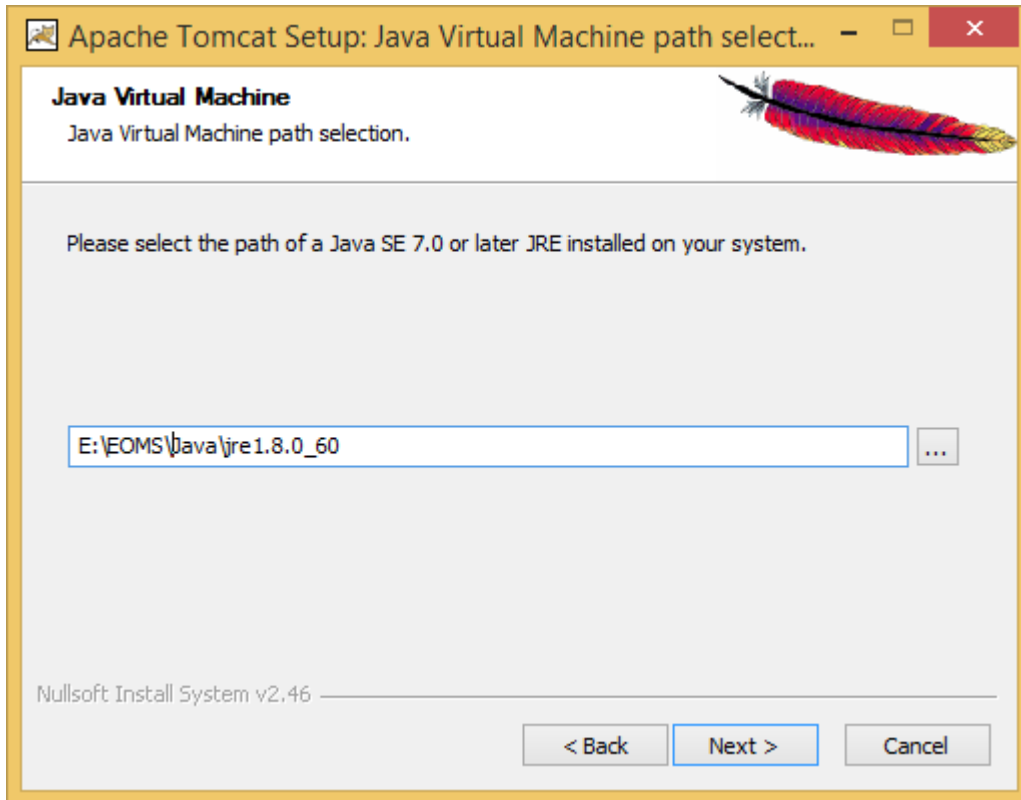 Apache Tomcat Setup: Java Virtual Machine path select...
Java Virtual Machine
Java Virtual Machine path selection.
Please select the path of a Java SE 7.0 or later JRE installed on your system.
E:\EOMS\Java\jre1.8.0_60
...
Nullsoft Install System v2.46
< Back Next > Cancel